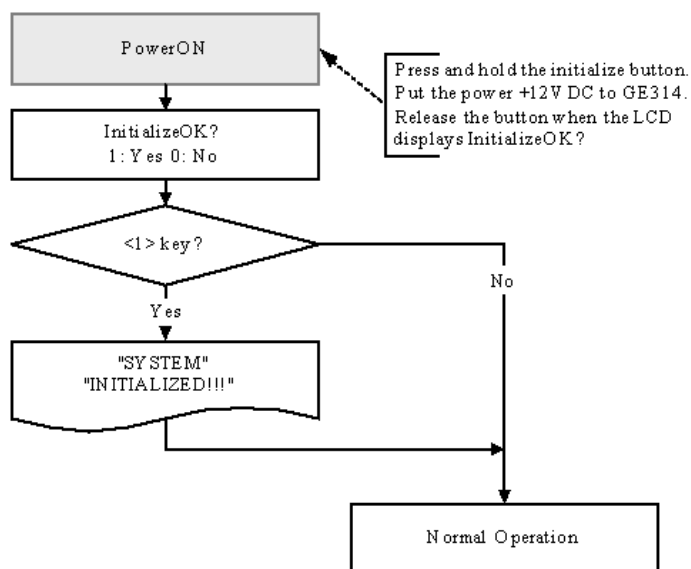 PowerON
Press and hold the initialize button.
Put the power +12V DC to GE314.
Release the button when the LCD
displays InitializeOK?
InitializeOK?
1: Yes 0: No
<1> key?
No
Yes
"SYSTEM"
"INITIALIZED!!!"
Normal Operation